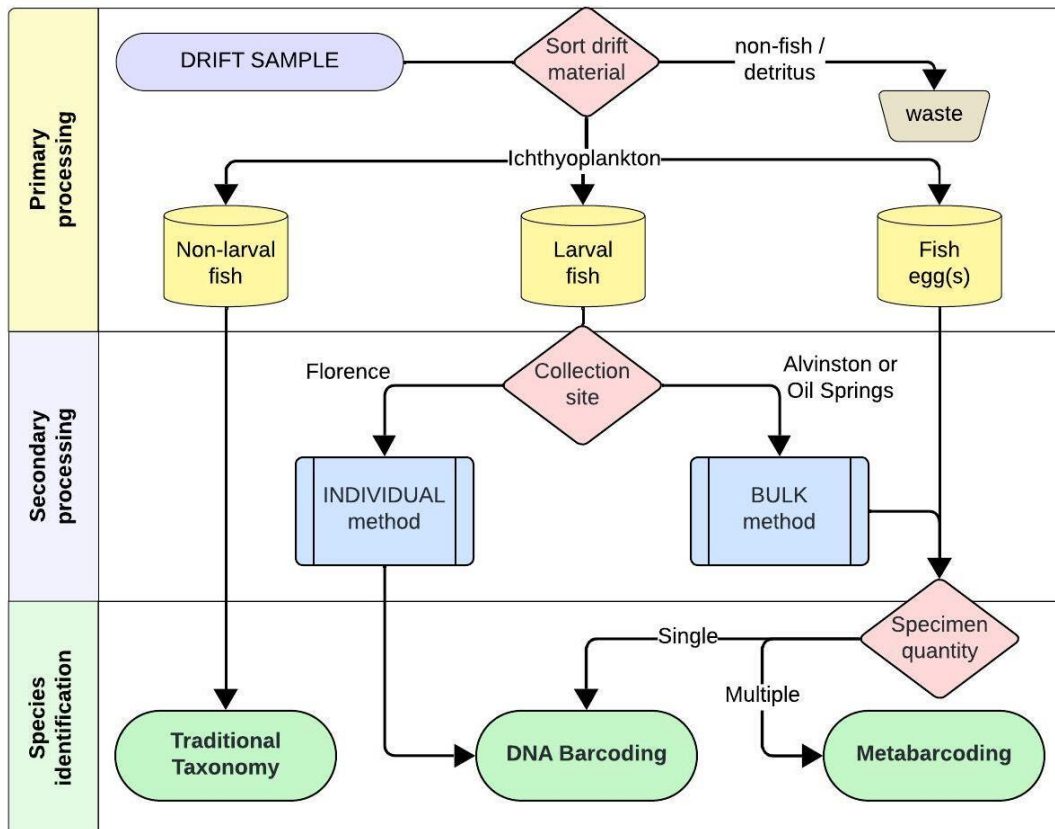 Primary
processing
DRIFT SAMPLE
Sort drift
material
non-fish /
detritus
waste
Ichthyoplankton
Non-larval
fish
Larval
fish
Fish
egg(s)
Secondary
processing
Florence
Collection
site
Alvinston or
Oil Springs
INDIVIDUAL
method
BULK
method
Species
identification
Single
Specimen
quantity
Multiple
Traditional
Taxonomy
DNA Barcoding
Metabarcoding